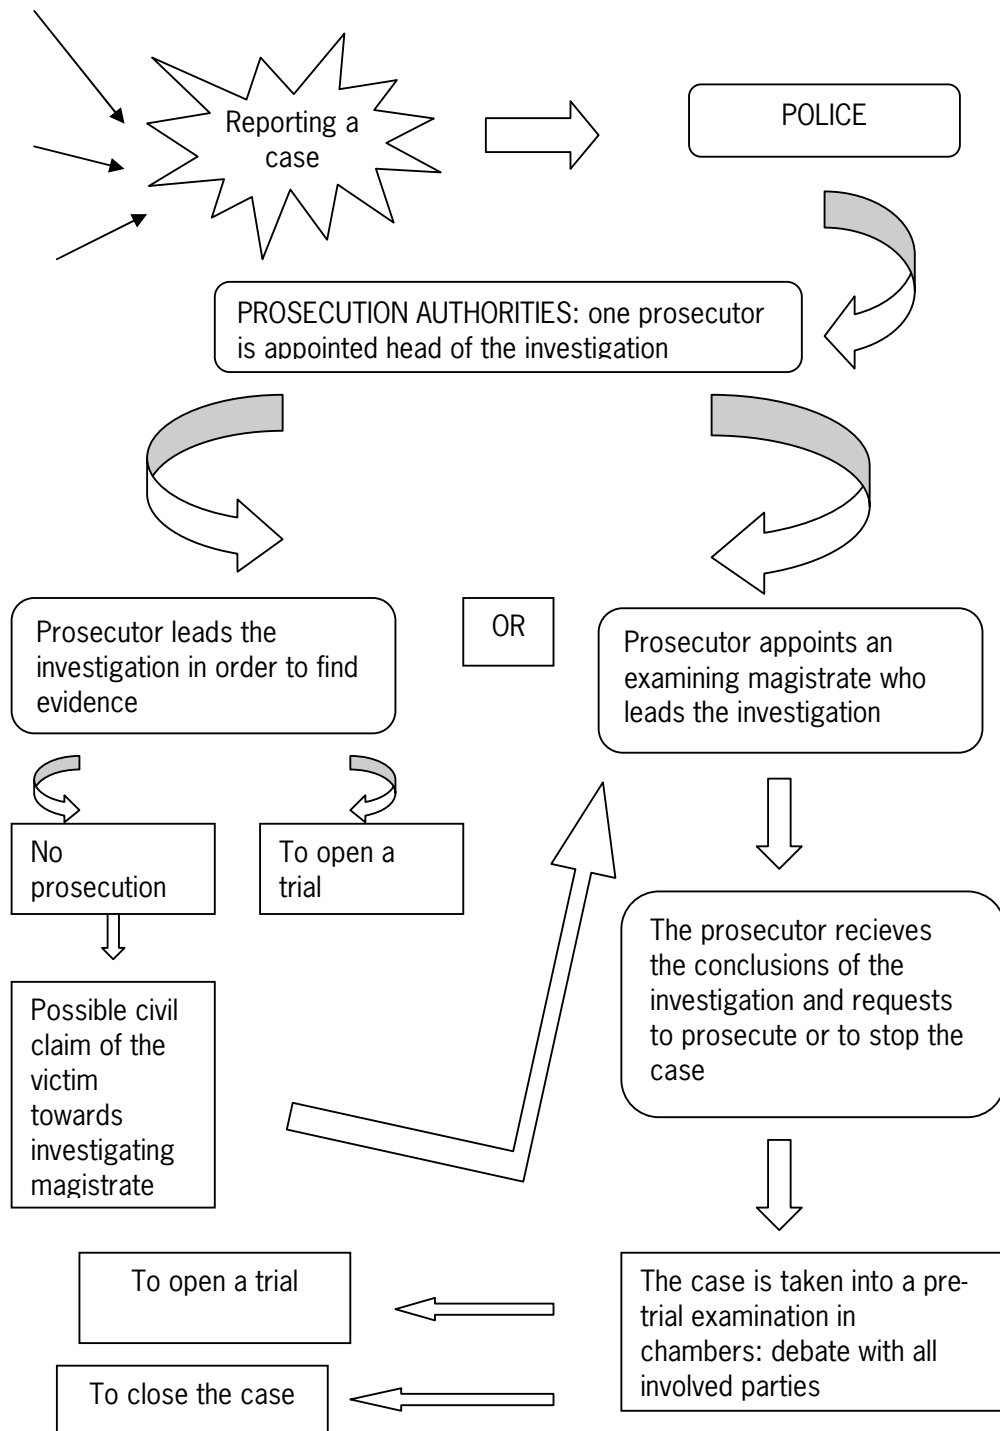 Reporting a
case
POLICE
PROSECUTION AUTHORITIES: one prosecutor
is appointed head of the investigation
Prosecutor leads the
investigation in order to find
evidence
OR
Prosecutor appoints an
examining magistrate who
leads the investigation
No
prosecution
To open a
trial
The prosecutor recieves
the conclusions of the
investigation and requests
to prosecute or to stop the
case
Possible civil
claim of the
victim
towards
investigating
magistrate
To open a trial
The case is taken into a pre-
trial examination in
chambers: debate with all
involved parties
To close the case